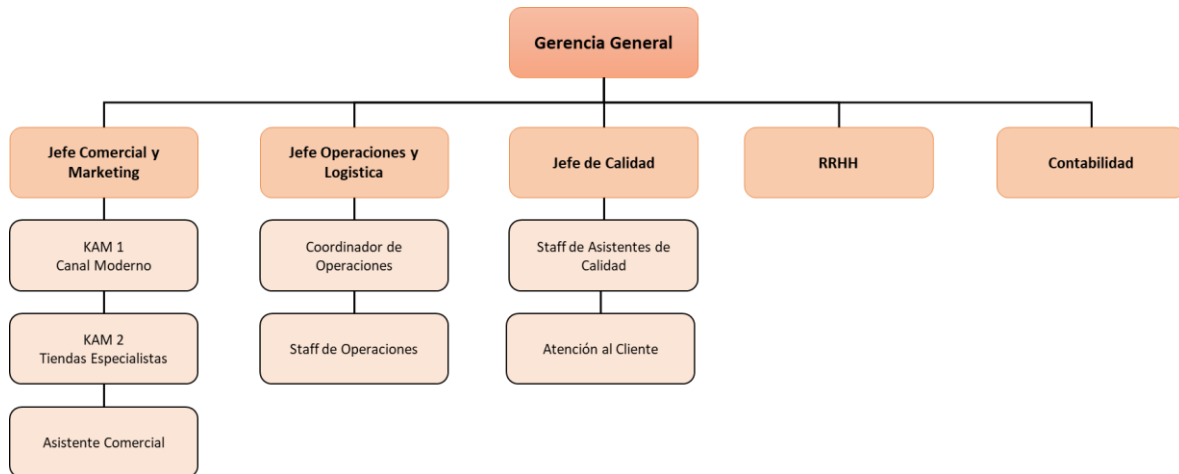 Gerencia General
Jefe Comercial y
Marketing
Jefe Operaciones y
Logistica
Jefe de Calidad
RRHH
Contabilidad
KAM 1
Canal Moderno
Coordinador de
Operaciones
Staff de Asistentes de
Calidad
KAM 2
Tiendas Especialistas
Staff de Operaciones
Atención al Cliente
Asistente Comercial